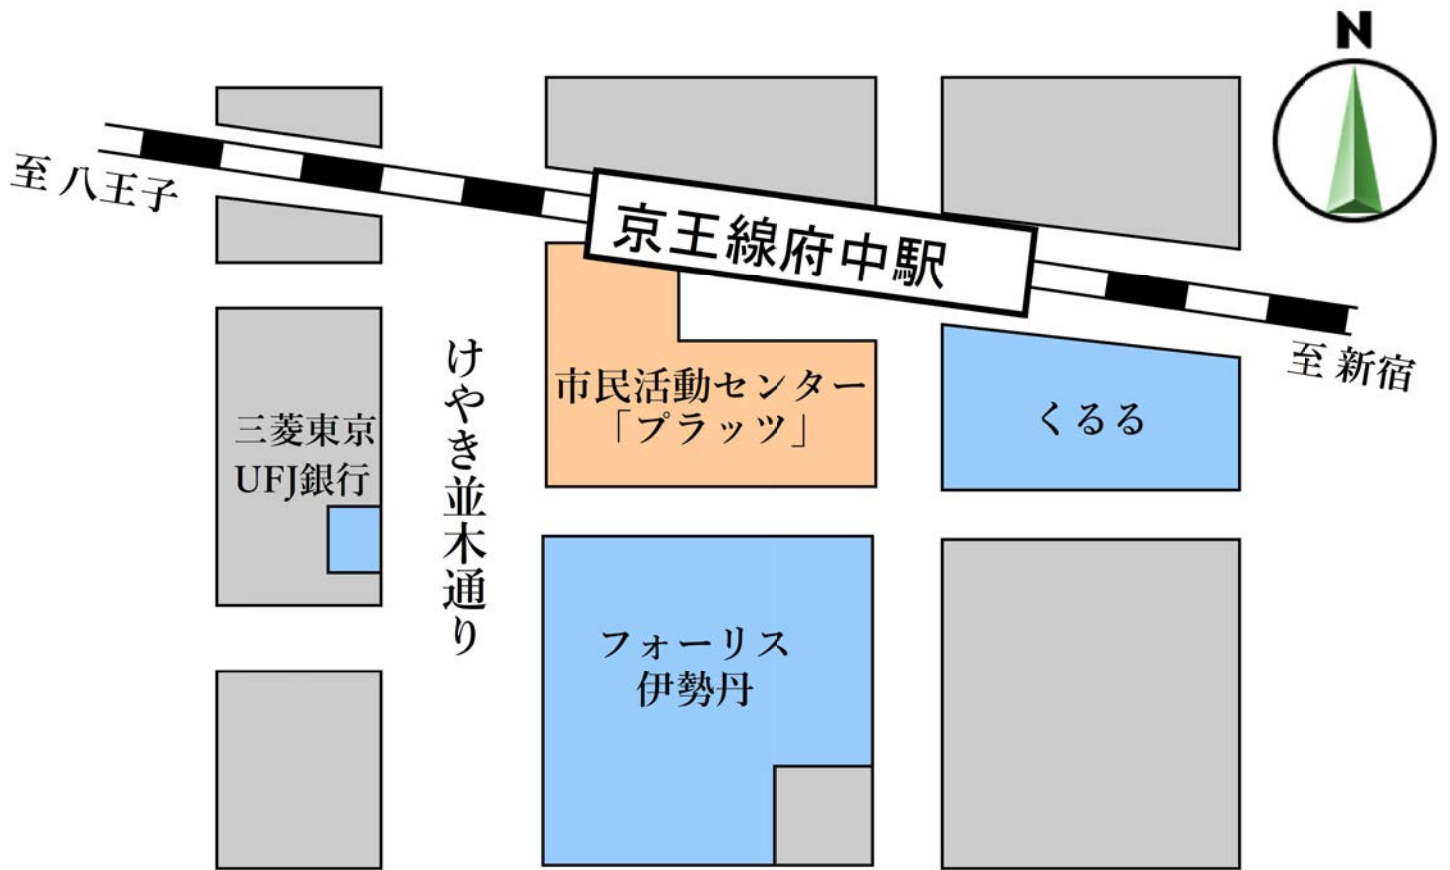 N
至 八王子
京王線府中駅
至 新宿
けやき並木通り
市民活動センター
「プラッツ」
くるる
三菱東京
UFJ銀行
フォーリス
伊勢丹